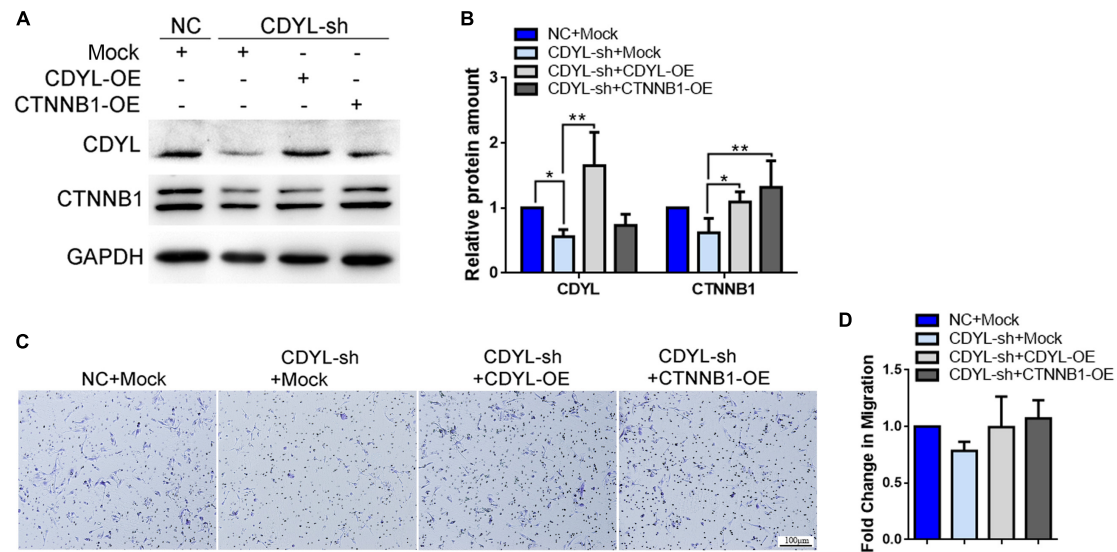 A
NC CDYL-sh
Mock + + - -
CDYL-OE - - + -
CTNNB1-OE - - - +
CDYL
CTNNB1
GAPDH
B
NC+Mock
CDYL-sh+Mock
CDYL-sh+CDYL-OE
CDYL-sh+CTNNB1-OE
Relative protein amount
3
2
1
0
* ** * **
CDYL CTNNB1
C
NC+Mock
CDYL-sh
+Mock
CDYL-sh
+CDYL-OE
CDYL-sh
+CTNNB1-OE
100μm
D
NC+Mock
CDYL-sh+Mock
CDYL-sh+CDYL-OE
CDYL-sh+CTNNB1-OE
Fold Change in Migration
1.5
1.0
0.5
0.0